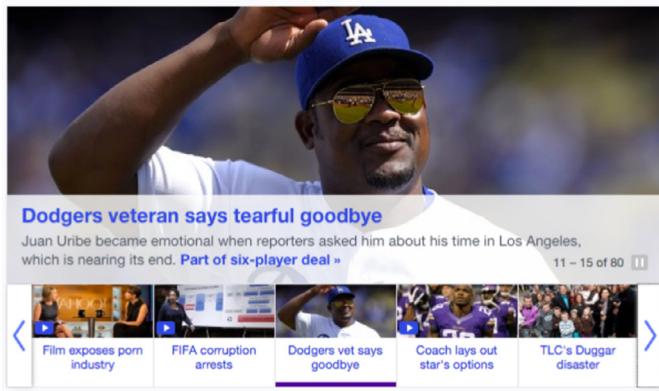 LA
Dodgers veteran says tearful goodbye
Juan Uribe became emotional when reporters asked him about his time in Los Angeles,
which is nearing its end. Part of six-player deal »
11 – 15 of 80
YAHOO!
Film exposes porn
industry
FIFA corruption
arrests
Dodgers vet says
goodbye
Coach lays out
star's options
TLC's Duggar
disaster